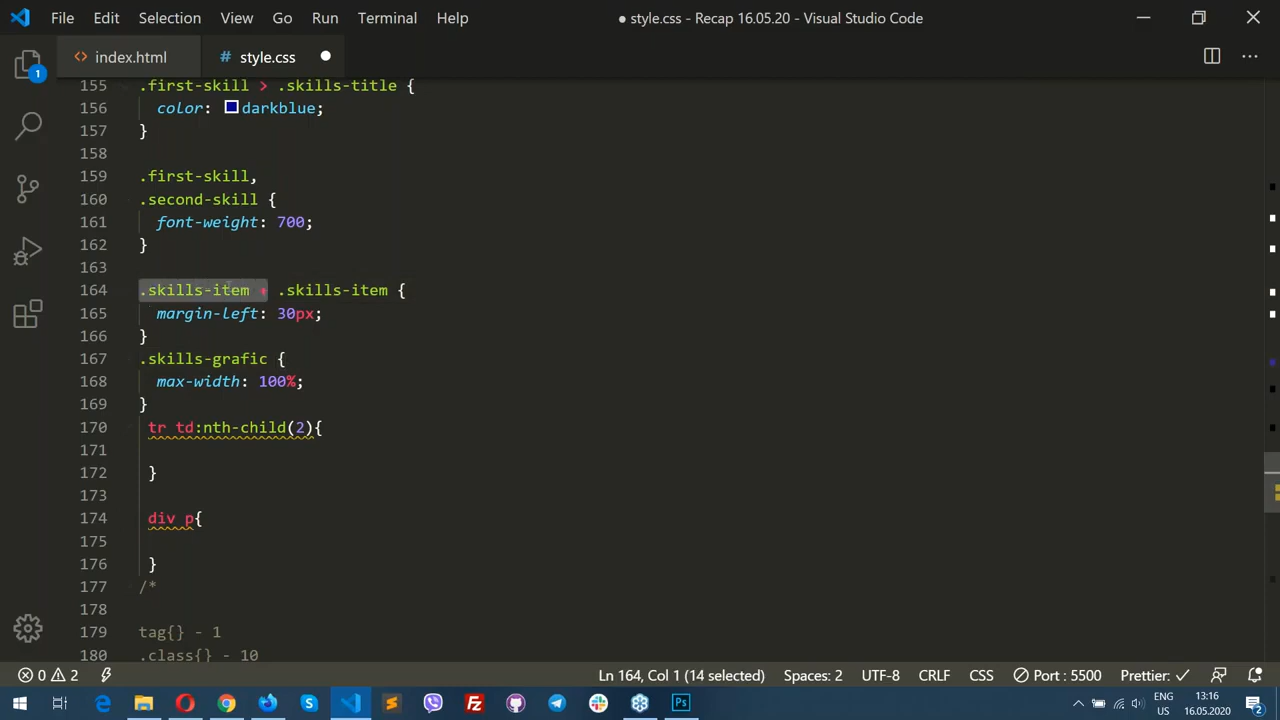 File Edit Selection View Go Run Terminal Help
● style.css - Recap 16.05.20 - Visual Studio Code
<> index.html
# style.css
1
155 .first-skill > .skills-title {
156 color: darkblue;
157 }
158
159 .first-skill,
160 .second-skill {
161 font-weight: 700;
162 }
163
164 .skills-item + .skills-item {
165 margin-left: 30px;
166 }
167 .skills-grafic {
168 max-width: 100%;
169 }
170 tr td:nth-child(2){
171
172 }
173
174 div p{
175
176 }
177 /*
178
179 tag{} - 1
180 .class{} - 10
0 2 Ln 164, Col 1 (14 selected) Spaces: 2 UTF-8 CRLF CSS Port: 5500 Prettier: ✓
ENG 13:16
US 16.05.2020 2